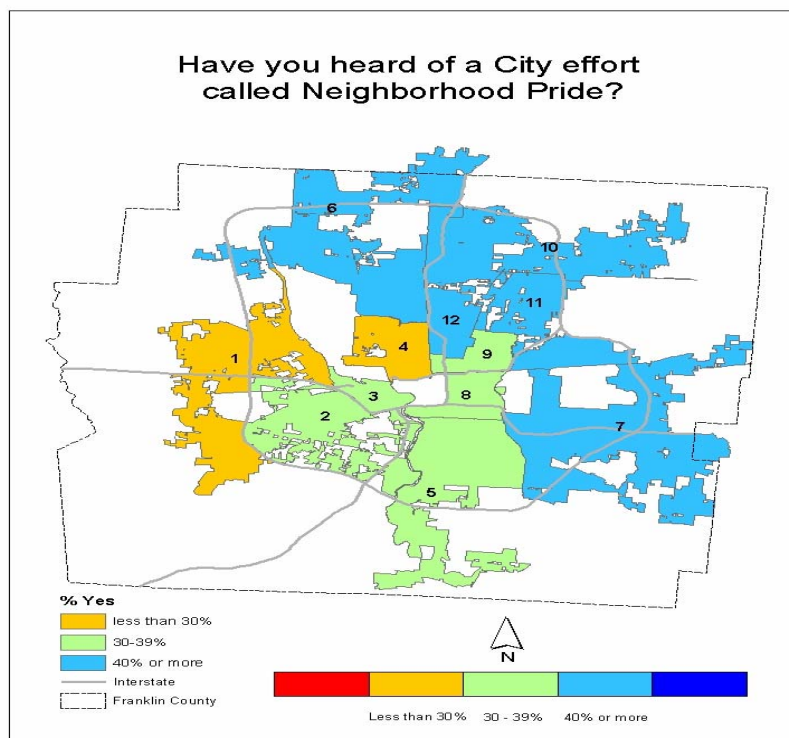 Have you heard of a City effort
called Neighborhood Pride?
6
10
11
12
1
4
9
3
8
2
7
5
% Yes
less than 30%
30-39%
40% or more
Interstate
Franklin County
N
Less than 30% 30 - 39% 40% or more